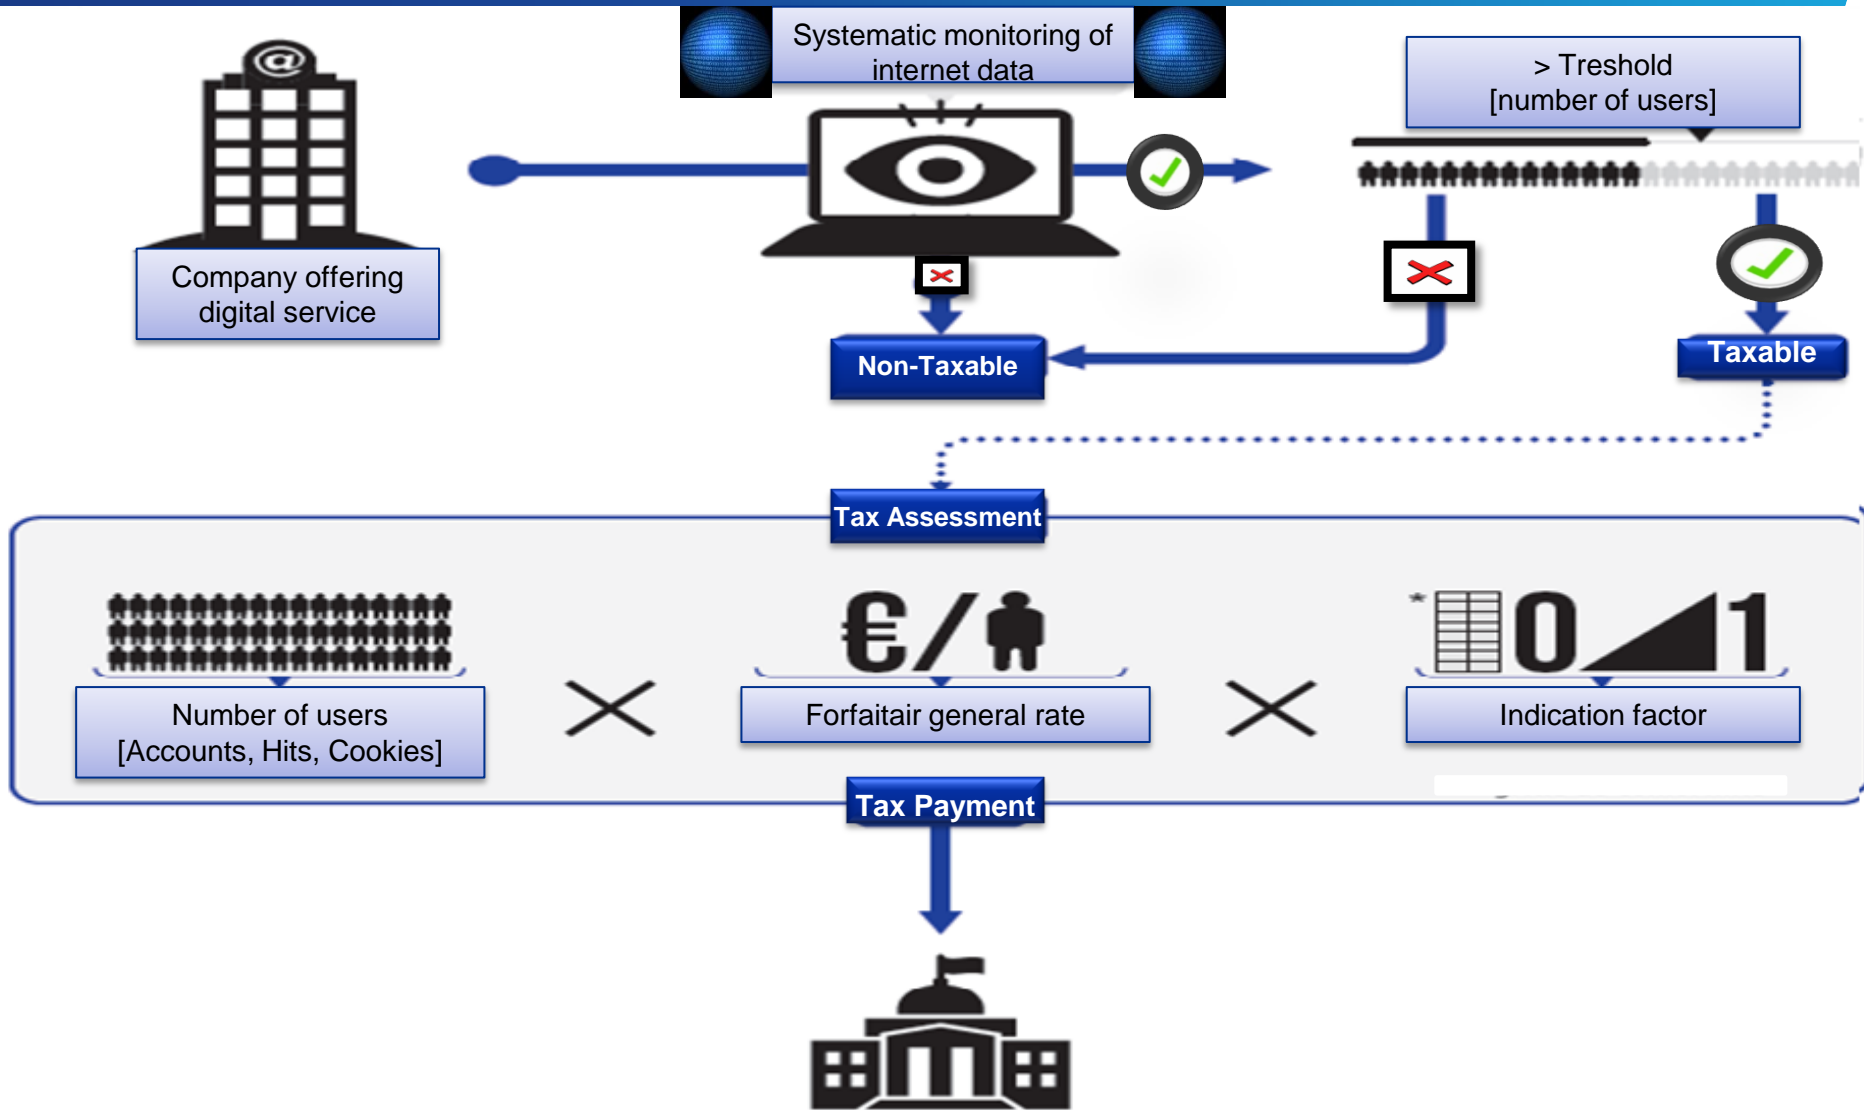 Systematic monitoring of
internet data
> Treshold
[number of users]
@
Company offering
digital service
Non-Taxable
Taxable
Tax Assessment
€/
*
0
1
Number of users
[Accounts, Hits, Cookies]
Forfaitair general rate
Indication factor
Tax Payment